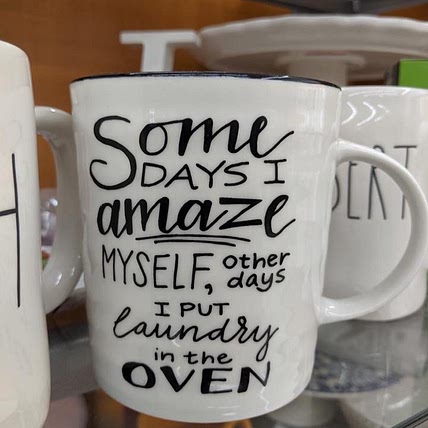 Some
DAYS I
amaze
MYSELF, other days
I PUT
laundry
in the
OVEN